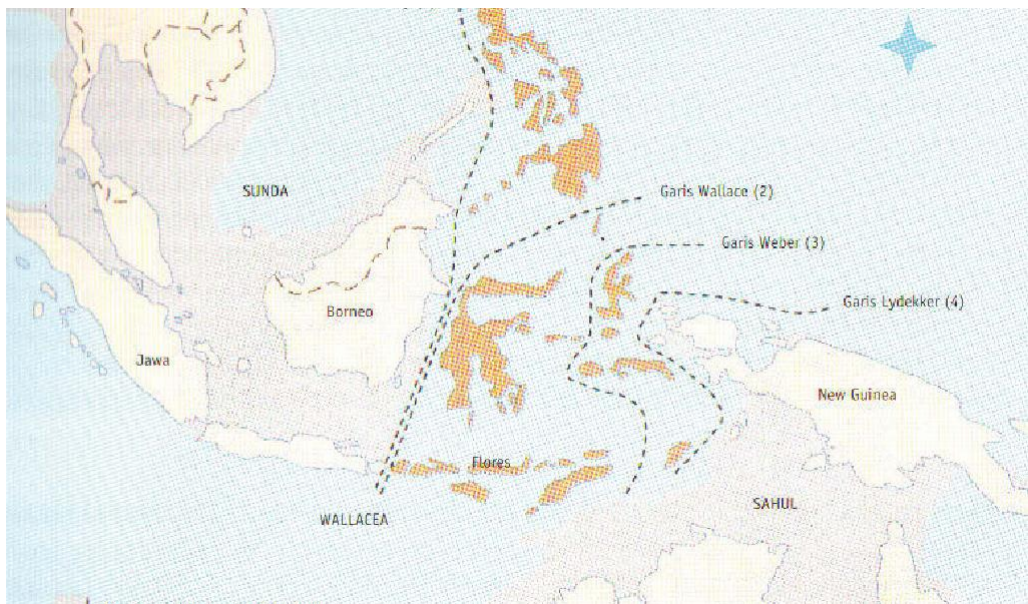 SUNDA
Garis Wallace (2)
Garis Weber (3)
Garis Lydekker (4)
Borneo
Jawa
New Guinea
Flores
SAHUL
WALLACEA